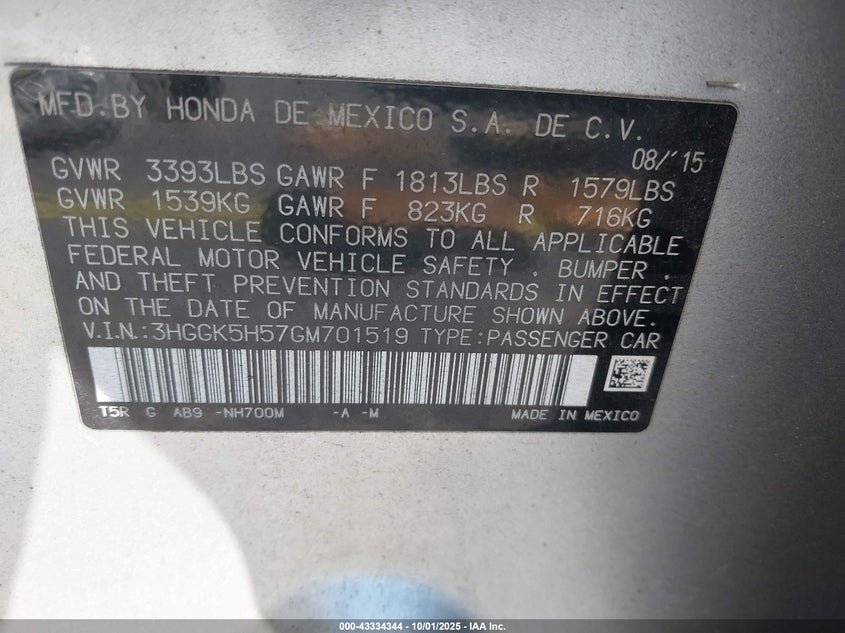 MFD.BY HONDA DE MEXICO S.A. DE C.V.
08/'15
GVWR 3393LBS GAWR F 1813LBS R 1579LBS
GVWR 1539KG GAWR F 823KG R 716KG
THIS VEHICLE CONFORMS TO ALL APPLICABLE
FEDERAL MOTOR VEHICLE SAFETY , BUMPER ,
AND THEFT PREVENTION STANDARDS IN EFFECT
ON THE DATE OF MANUFACTURE SHOWN ABOVE.
V.I.N.:3HGGK5H57GM701519 TYPE:PASSENGER CAR
T5R G AB9 -NH700M -A -M MADE IN MEXICO
000-43334344 | 10/01/2025 | IAA Inc.